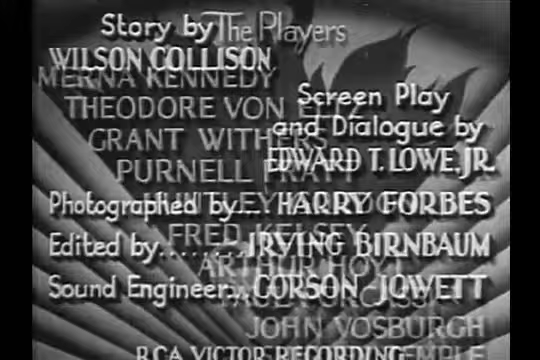 Story by The Players
WILSON COLLISON
MERNA KENNEDY
Screen Play
THEODORE VON
and Dialogue by
GRANT WITHERS
EDWARD T. LOWE, JR.
PURNELL
Photographed by.... HARRY FORBES
FRED KELSEY
Edited by......... IRVING BIRNBAUM
ARTHUR HOYT
Sound Engineer... CORSON JOWETT
JOHN VOSBURGH
RCA VICTOR RECORDING
TEMPLE